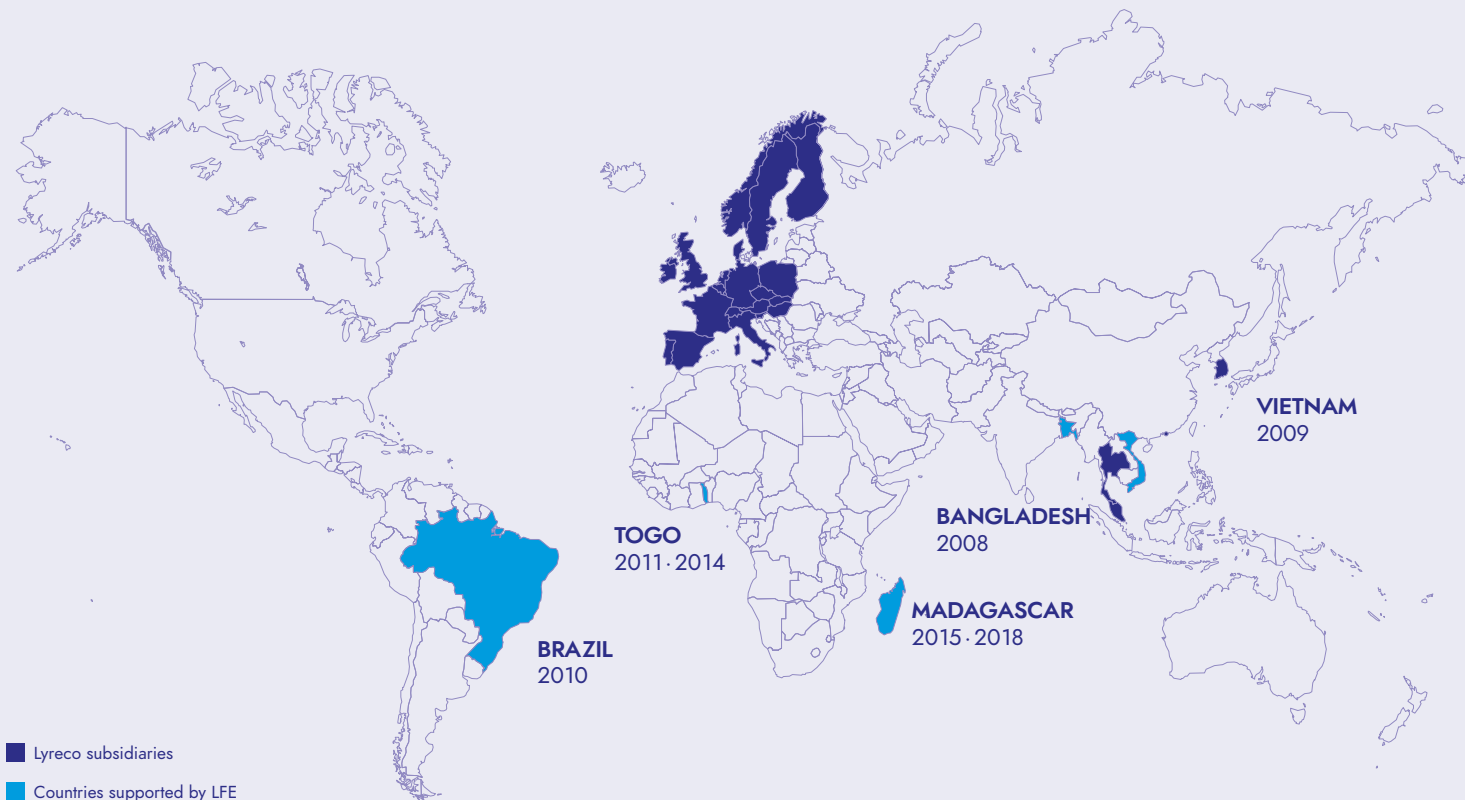 VIETNAM
2009
BANGLADESH
2008
TOGO
2011 · 2014
MADAGASCAR
2015 · 2018
BRAZIL
2010
Lyreco subsidiaries
Countries supported by LFE